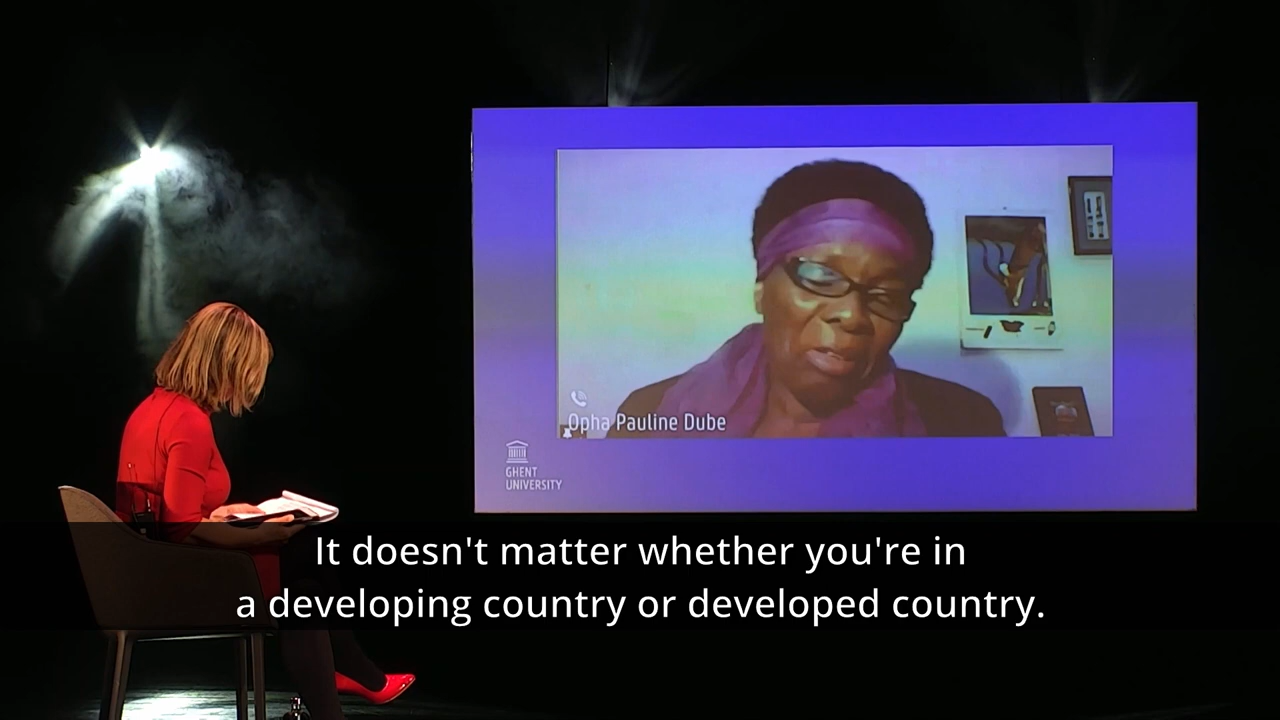 Opha Pauline Dube
GHENT
UNIVERSITY
It doesn't matter whether you're in
a developing country or developed country.